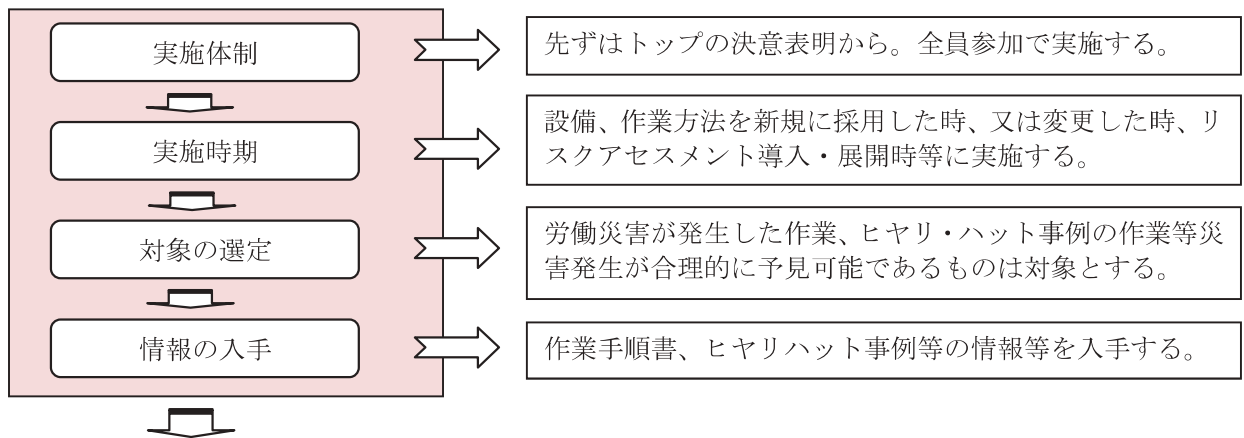 実施体制
先ずはトップの決意表明から。全員参加で実施する。
実施時期
設備、作業方法を新規に採用した時、又は変更した時、リ
スクアセスメント導入・展開時等に実施する。
対象の選定
労働災害が発生した作業、ヒヤリ・ハット事例の作業等災
害発生が合理的に予見可能であるものは対象とする。
情報の入手
作業手順書、ヒヤリハット事例等の情報等を入手する。